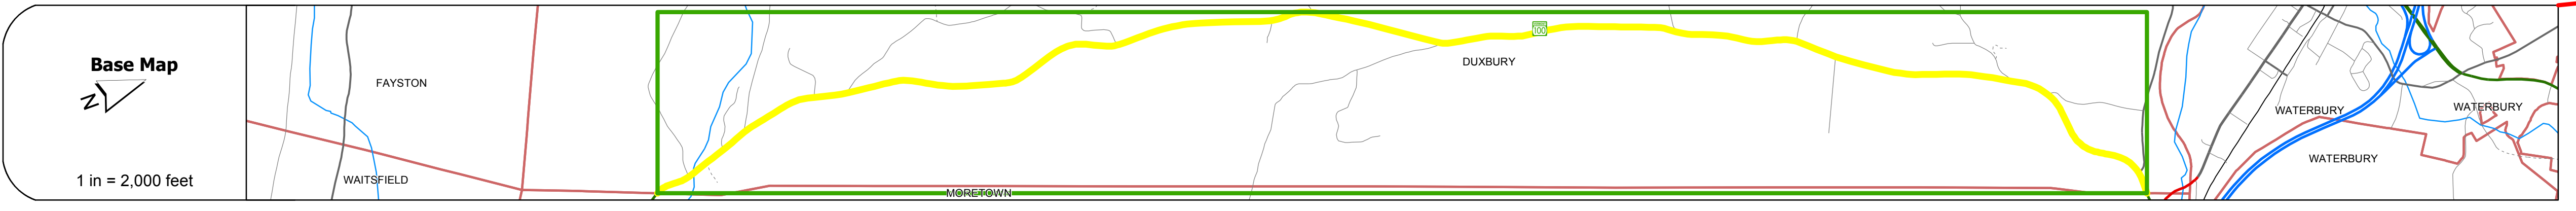 Base Map
N
1 in = 2,000 feet
FAYSTON
WAITSFIELD
MORETOWN
100
DUXBURY
WATERBURY
WATERBURY
WATERBURY